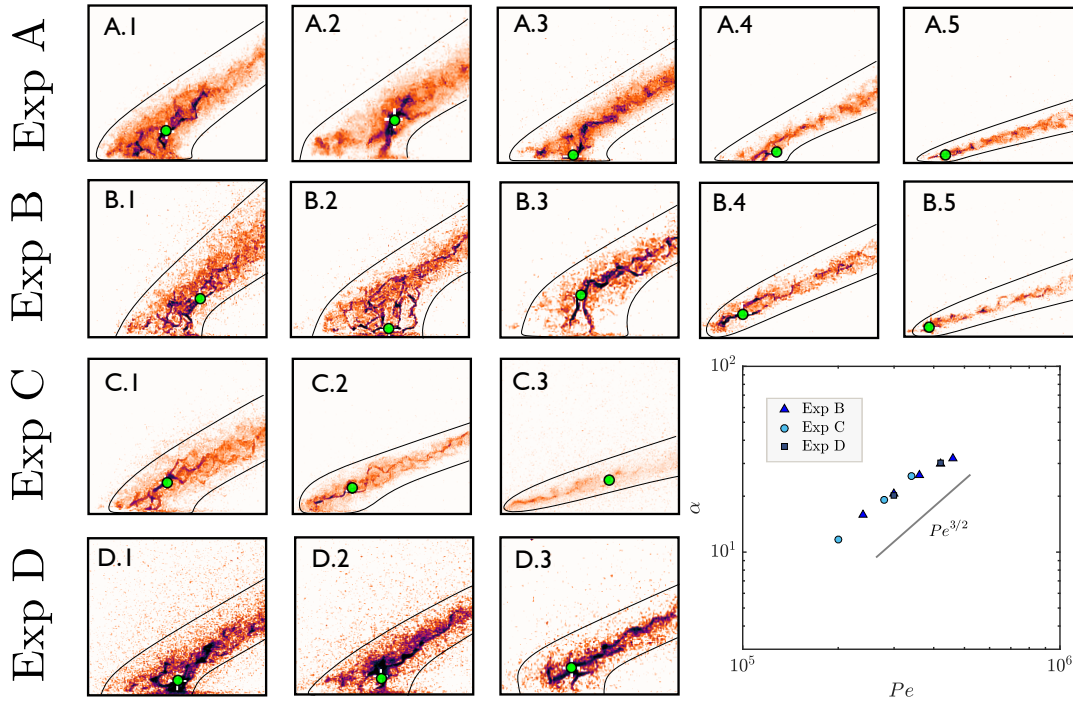 Exp A
A.1
A.2
A.3
A.4
A.5
Exp B
B.1
B.2
B.3
B.4
B.5
Exp C
C.1
C.2
C.3
Exp D
D.1
D.2
D.3
10^2
Exp B
Exp C
Exp D
α
Pe^{3/2}
10^1
10^5
10^6
Pe